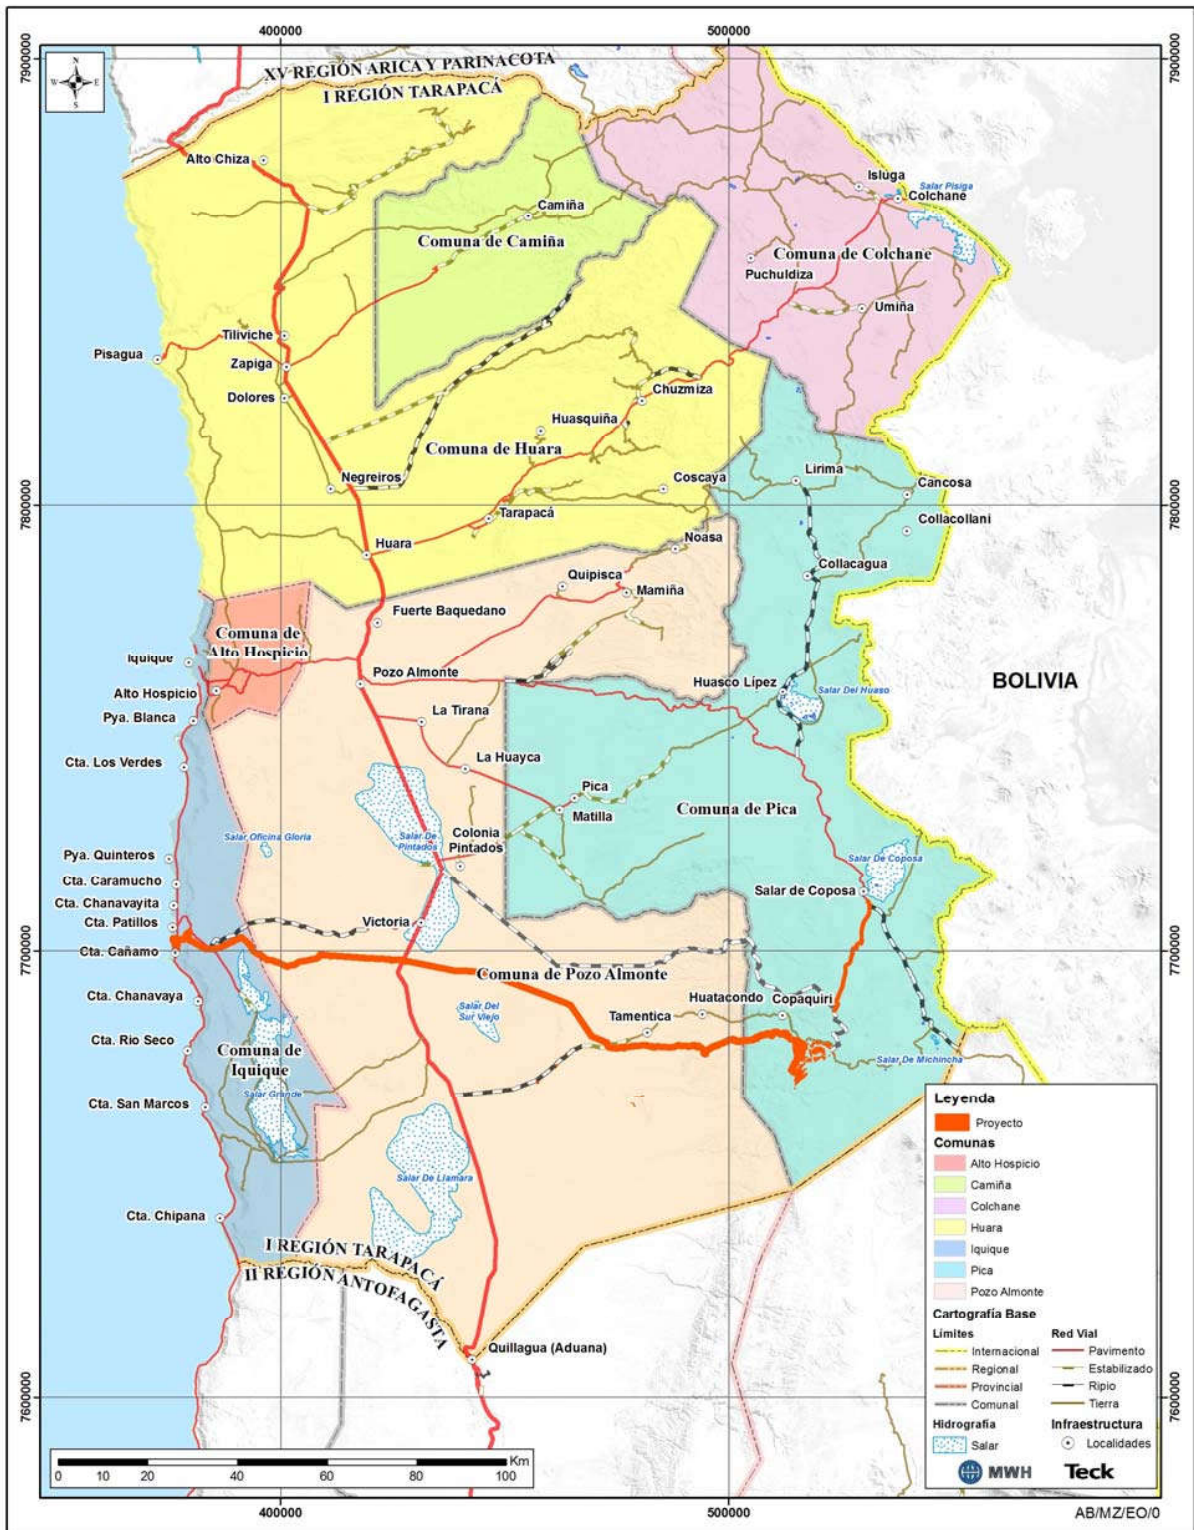 400000
500000
7900000
7900000
N
W
E
S
XV REGIÓN ARICA Y PARINACOTA
I REGIÓN TARAPACÁ
Alto Chiza
Isluga
Salar Pisiga
Colchane
Camiña
Comuna de Camiña
Comuna de Colchane
Puchuldiza
Umiña
Tiliviche
Pisagua
Zapiga
Dolores
Chuzmiza
Huasquiña
Comuna de Huara
Negreiros
Coscaya
Lirima
Cancosa
7800000
7800000
Tarapacá
Collacollani
Huara
Noasa
Collacagua
Quipisca
Mamiña
Fuerte Baquedano
Comuna de
Alto Hospicio
Iquique
Pozo Almonte
Huasco Lípez
Salar Del Huaso
BOLIVIA
Alto Hospicio
Pya. Blanca
La Tirana
La Huayca
Cta. Los Verdes
Pica
Comuna de Pica
Matilla
Salar Oficina Gloria
Salar De
Pintados
Colonia
Pintados
Pya. Quinteros
Salar De Coposa
Cta. Caramucho
Salar de Coposa
Cta. Chanavayita
Cta. Patillos
Victoria
7700000
7700000
Cta. Cañamo
Comuna de Pozo Almonte
Cta. Chanavaya
Salar Del
Sur Viejo
Huatacondo
Copaquiri
Tamentica
Cta. Rio Seco
Comuna de
Iquique
Salar De Michincha
Salar Grande
Cta. San Marcos
Salar De Llamara
Cta. Chipana
I REGIÓN TARAPACÁ
II REGIÓN ANTOFAGASTA
Quillagua (Aduana)
7600000
7600000
Leyenda
Proyecto
Comunas
Alto Hospicio
Camiña
Colchane
Huara
Iquique
Pica
Pozo Almonte
Cartografía Base
Límites
Internacional
Regional
Provincial
Comunal
Red Vial
Pavimento
Estabilizado
Ripio
Tierra
Hidrografía
Salar
Infraestructura
Localidades
MWH
Teck
Km
0 10 20 40 60 80 100
400000
500000
AB/MZ/EO/0